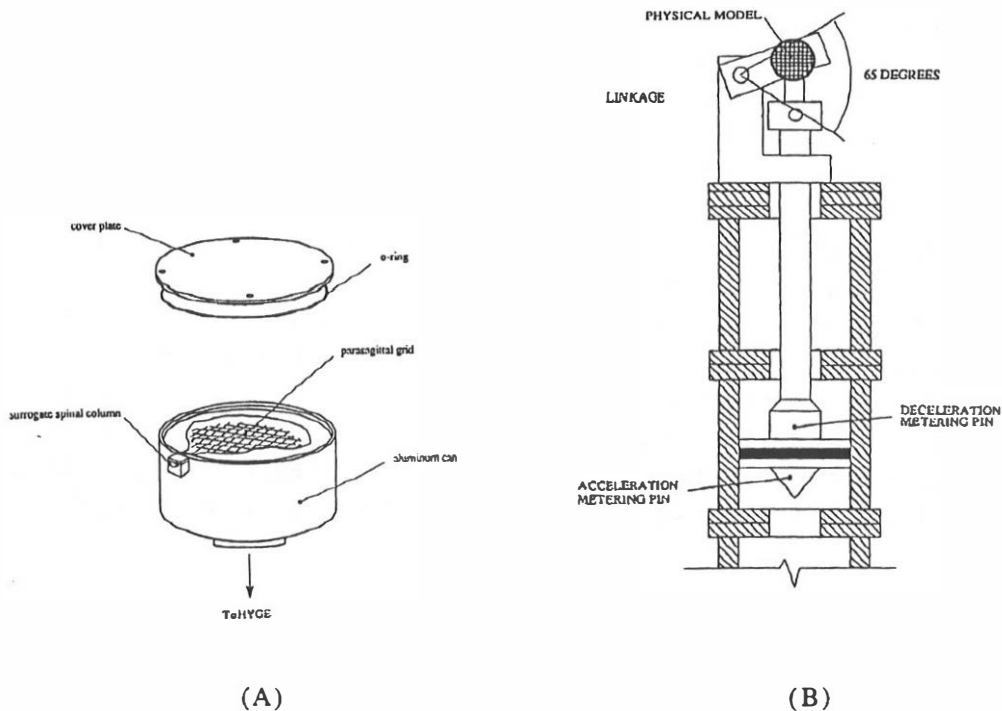 cover plate
o-ring
parasagittal grid
surrogate spinal column
aluminum can
To HYGE
(A)
PHYSICAL MODEL
65 DEGREES
LINKAGE
DECELERATION
METERING PIN
ACCELERATION
METERING PIN
(B)